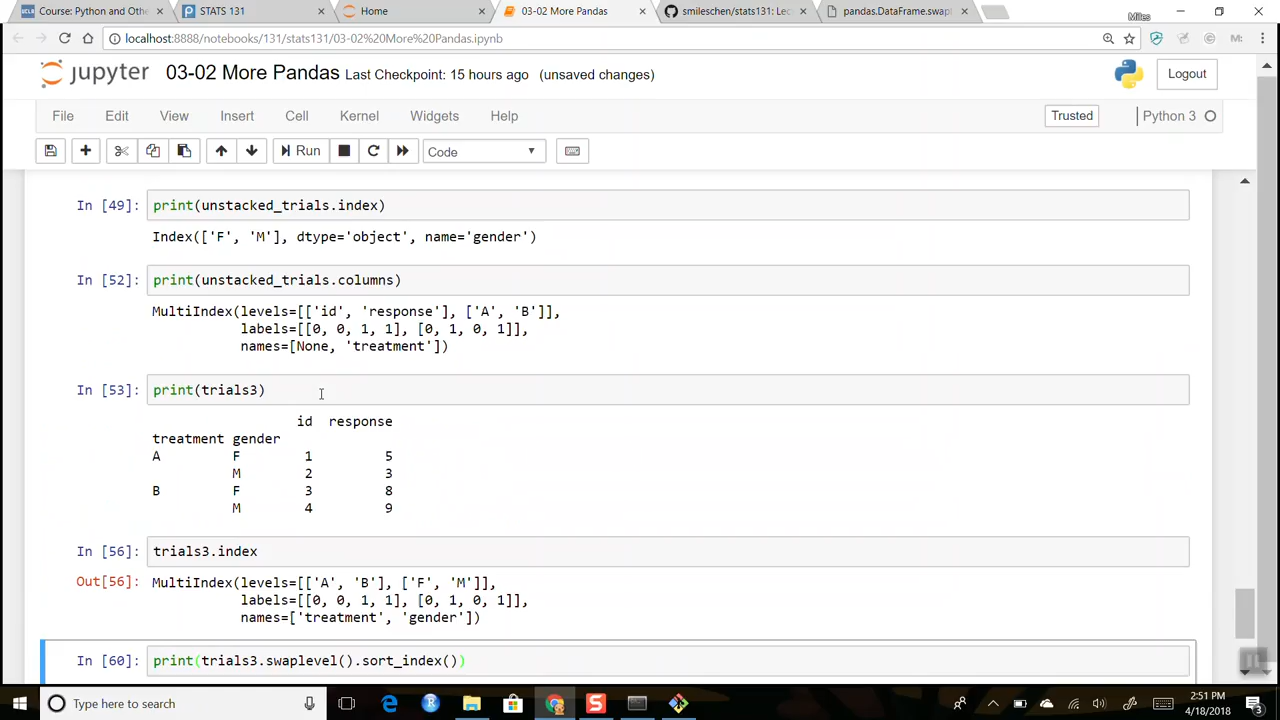 Course: Python and Oth
STATS 131
Home
03-02 More Pandas
smileschen/stats131: Lec
pandas.DataFrame.swap
Miles
localhost:8888/notebooks/131/stats131/03-02%20More%20Pandas.ipynb
jupyter 03-02 More Pandas Last Checkpoint: 15 hours ago (unsaved changes)
Logout
File Edit View Insert Cell Kernel Widgets Help
Trusted
Python 3
Run
Code
In [49]: print(unstacked_trials.index)
Index(['F', 'M'], dtype='object', name='gender')
In [52]: print(unstacked_trials.columns)
MultiIndex(levels=[['id', 'response'], ['A', 'B']],
labels=[[0, 0, 1, 1], [0, 1, 0, 1]],
names=[None, 'treatment'])
In [53]: print(trials3)
id response
treatment gender
A F 1 5
M 2 3
B F 3 8
M 4 9
In [56]: trials3.index
Out[56]: MultiIndex(levels=[['A', 'B'], ['F', 'M']],
labels=[[0, 0, 1, 1], [0, 1, 0, 1]],
names=['treatment', 'gender'])
In [60]: print(trials3.swaplevel().sort_index())
Type here to search
2:51 PM
4/18/2018
3